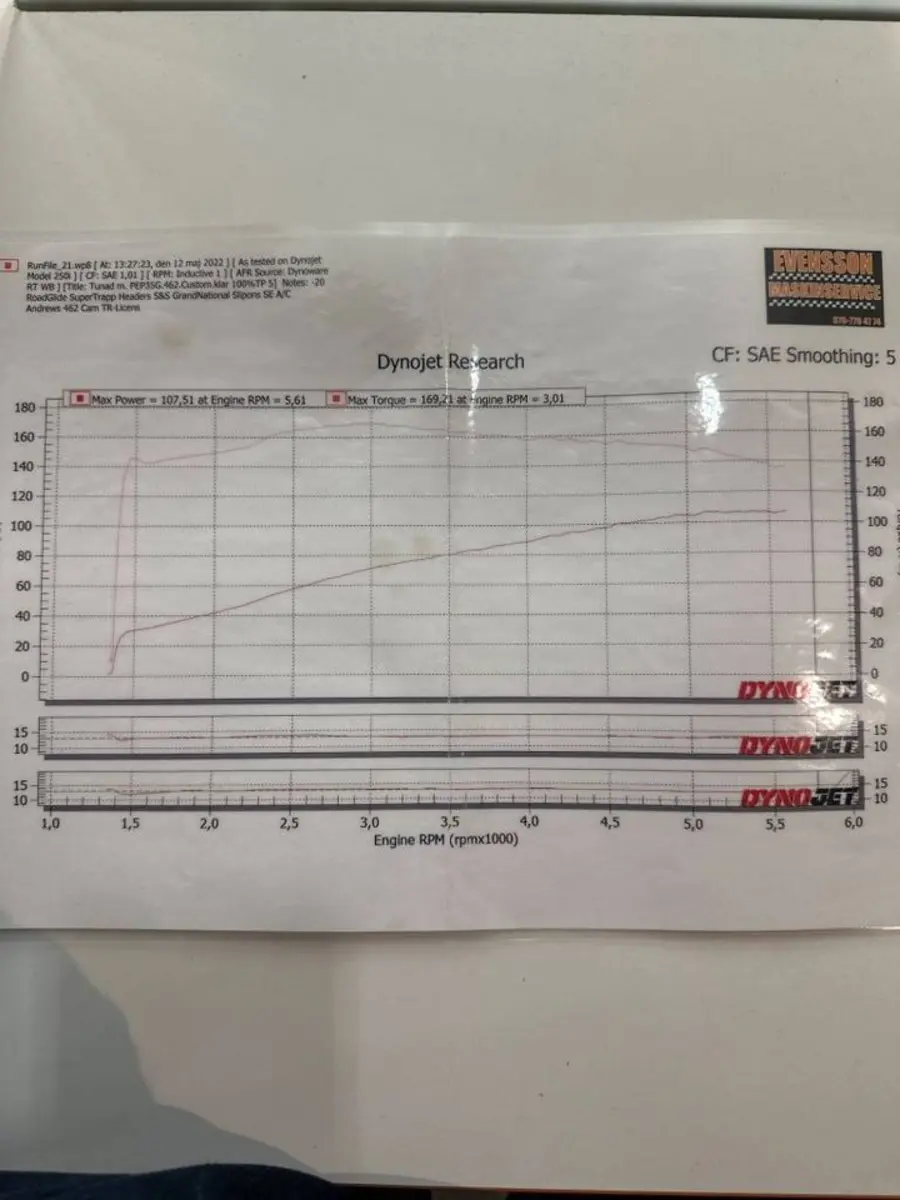 RunFile_21.wp8 [ At: 13:27:23, den 12 maj 2022 ] [ As tested on Dynojet
Model 250i ] [ CF: SAE 1,01 ] [ RPM: Inductive 1 ] [ AFR Source: Dynoware
RT WB ] [Title: Tunad m. PEP3SG.462.Custom.klar 100%TP S] Notes: -20
RoadGlide SuperTrapp Headers S&S GrandNational Slipons SE A/C
Andrews 462 Cam TR-Licens
EVENSSON
MASKINSERVICE
Dynojet Research
CF: SAE Smoothing: 5
Max Power = 107,51 at Engine RPM = 5,61
Max Torque = 169,21 at Engine RPM = 3,01
180 180
160 160
140 140
120 120
100 100
80 80
60 60
40 40
20 20
0 0
DYNOJET
15 15
10 10
DYNOJET
15 15
10 10
DYNOJET
1,0 1,5 2,0 2,5 3,0 3,5 4,0 4,5 5,0 5,5 6,0
Engine RPM (rpmx1000)